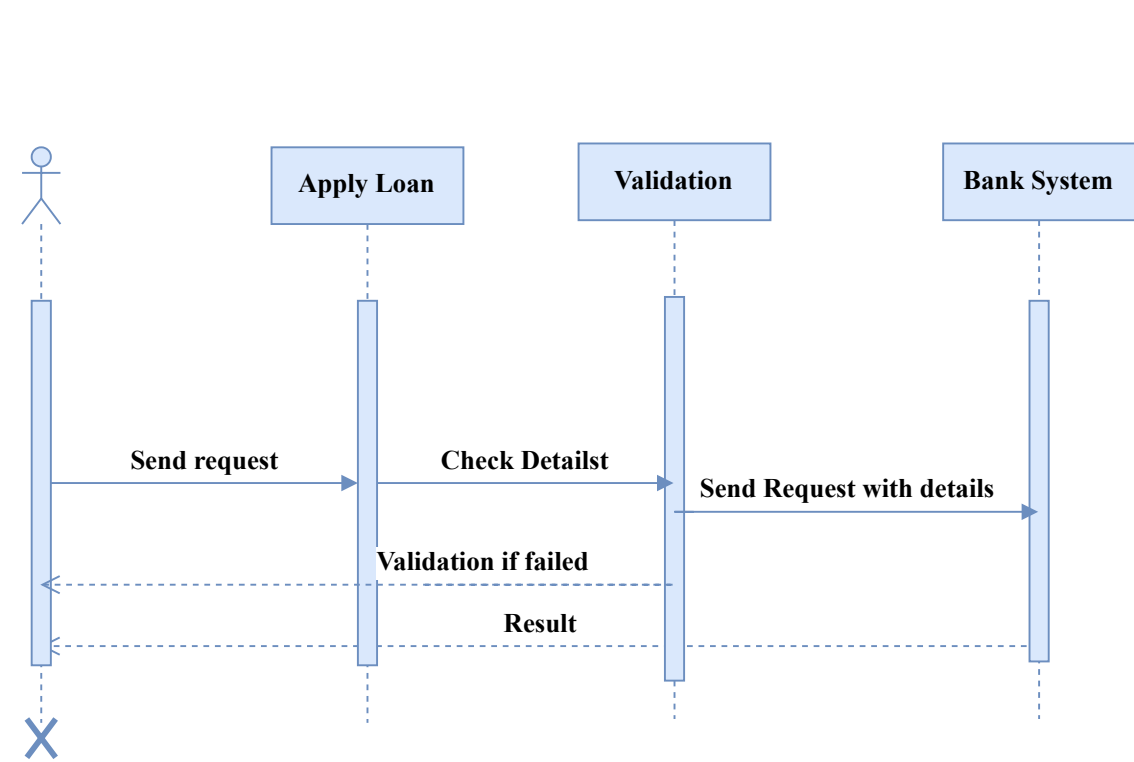 Apply Loan
Validation
Bank System
Send request
Check Detailst
Send Request with details
Validation if failed
Result